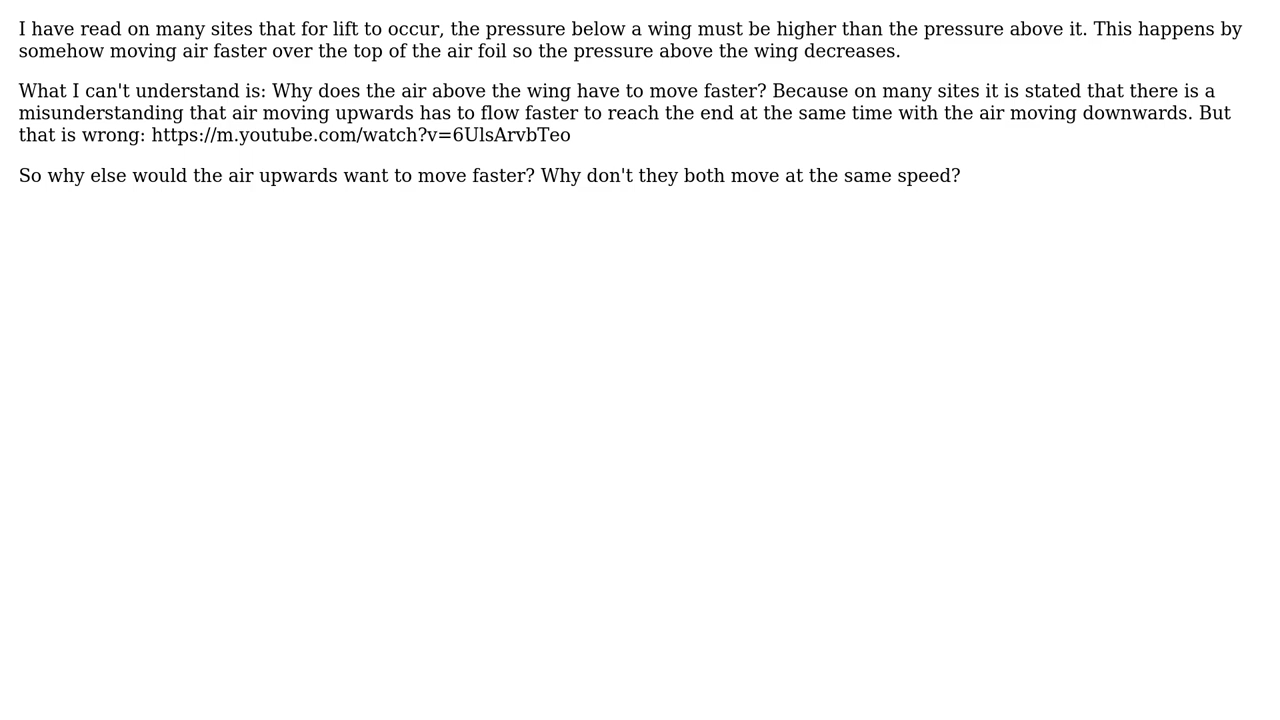 I have read on many sites that for lift to occur, the pressure below a wing must be higher than the pressure above it. This happens by
somehow moving air faster over the top of the air foil so the pressure above the wing decreases.
What I can't understand is: Why does the air above the wing have to move faster? Because on many sites it is stated that there is a
misunderstanding that air moving upwards has to flow faster to reach the end at the same time with the air moving downwards. But
that is wrong: https://m.youtube.com/watch?v=6UlsArvbTeo
So why else would the air upwards want to move faster? Why don't they both move at the same speed?